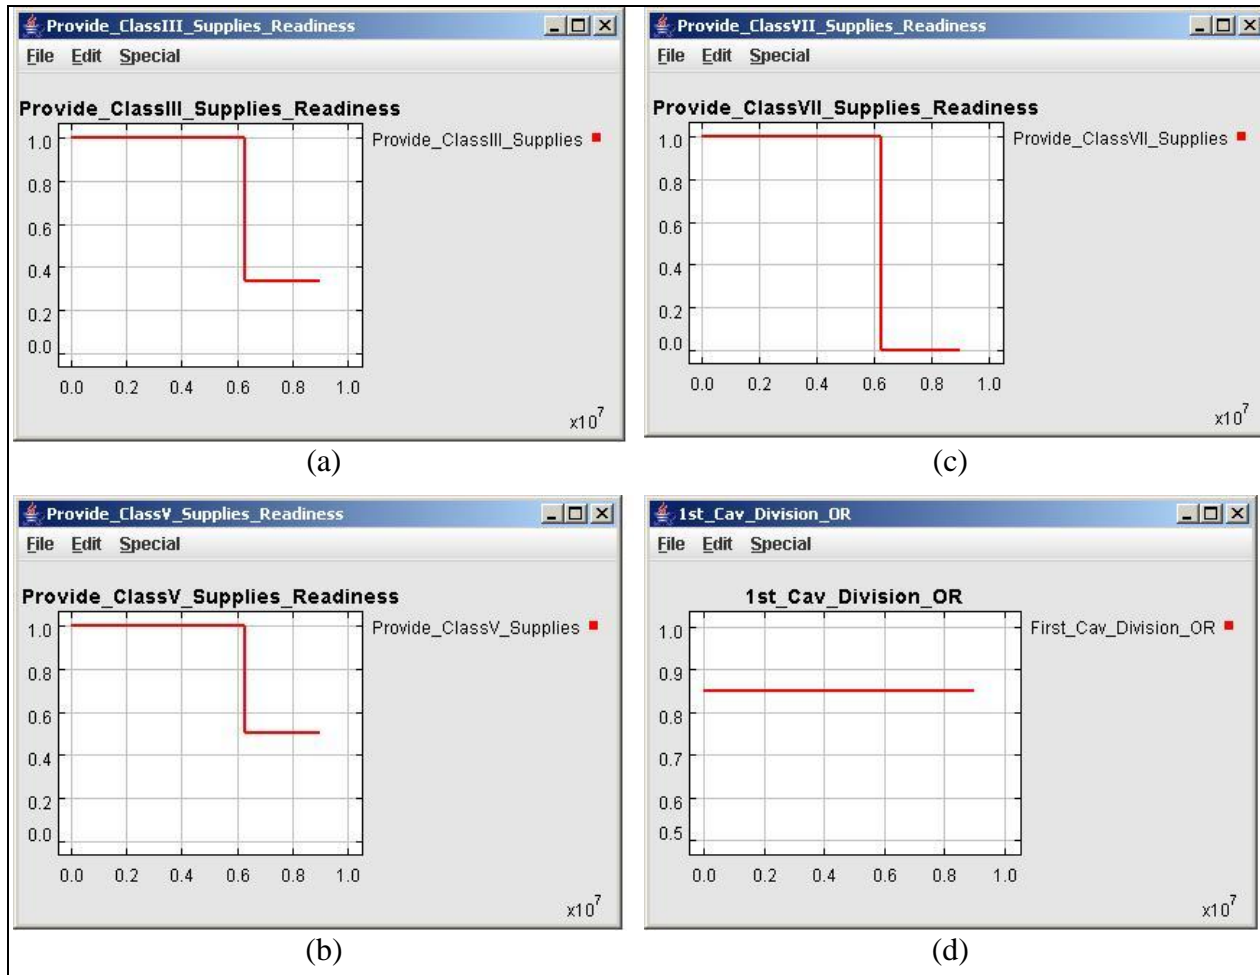 Provide_ClassIII_Supplies_Readiness
File Edit Special
Provide_ClassIII_Supplies_Readiness
Provide_ClassIII_Supplies
1.0
0.8
0.6
0.4
0.2
0.0
0.0 0.2 0.4 0.6 0.8 1.0
x10^7
(a)
Provide_ClassVII_Supplies_Readiness
File Edit Special
Provide_ClassVII_Supplies_Readiness
Provide_ClassVII_Supplies
1.0
0.8
0.6
0.4
0.2
0.0
0.0 0.2 0.4 0.6 0.8 1.0
x10^7
(c)
Provide_ClassV_Supplies_Readiness
File Edit Special
Provide_ClassV_Supplies_Readiness
Provide_ClassV_Supplies
1.0
0.8
0.6
0.4
0.2
0.0
0.0 0.2 0.4 0.6 0.8 1.0
x10^7
(b)
1st_Cav_Division_OR
File Edit Special
1st_Cav_Division_OR
First_Cav_Division_OR
1.0
0.9
0.8
0.7
0.6
0.5
0.0 0.2 0.4 0.6 0.8 1.0
x10^7
(d)